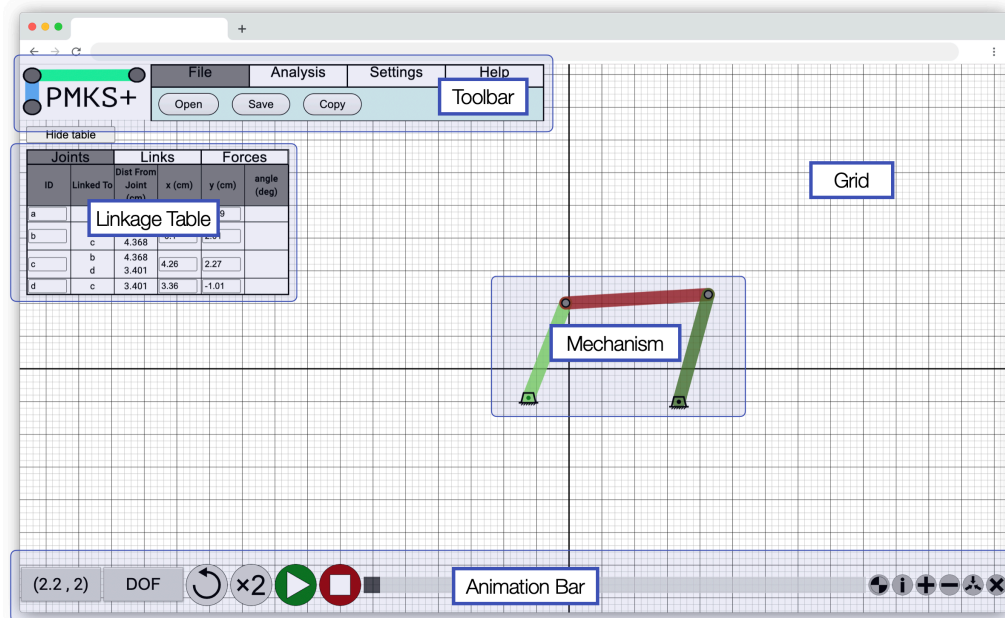 PMKS+
File Analysis Settings Help
Open Save Copy
Toolbar
Hide table
Joints Links Forces
ID Linked To Dist From Joint (cm) x (cm) y (cm) angle (deg)
Linkage Table
a
b
c 4.368
c b 4.368 4.26 2.27
d 3.401
d c 3.401 3.36 -1.01
Grid
Mechanism
(2.2 , 2) DOF ×2
Animation Bar